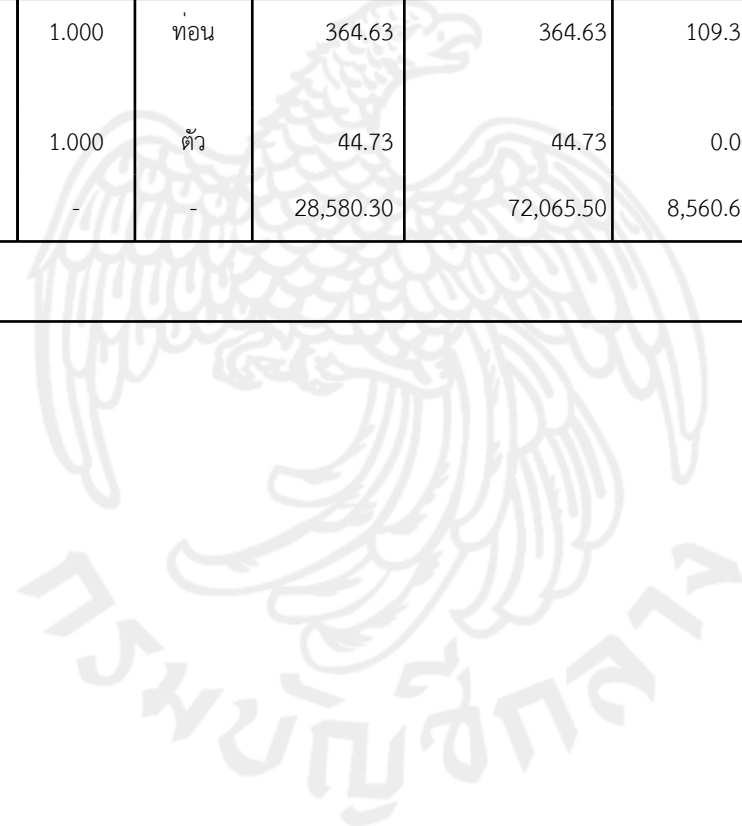 1.000 ท่อน 364.63 364.63 109.3
1.000 ตัว 44.73 44.73 0.0
- - 28,580.30 72,065.50 8,560.6
กรมบัญชีกลาง